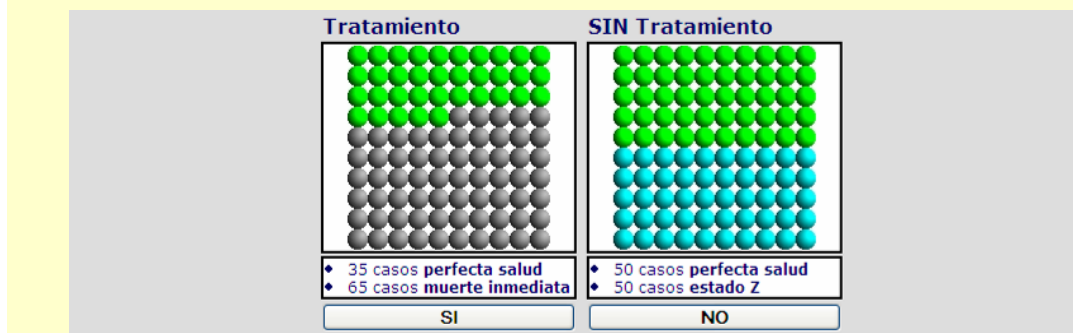 Tratamiento
SIN Tratamiento
35 casos perfecta salud
65 casos muerte inmediata
50 casos perfecta salud
50 casos estado Z
SI
NO